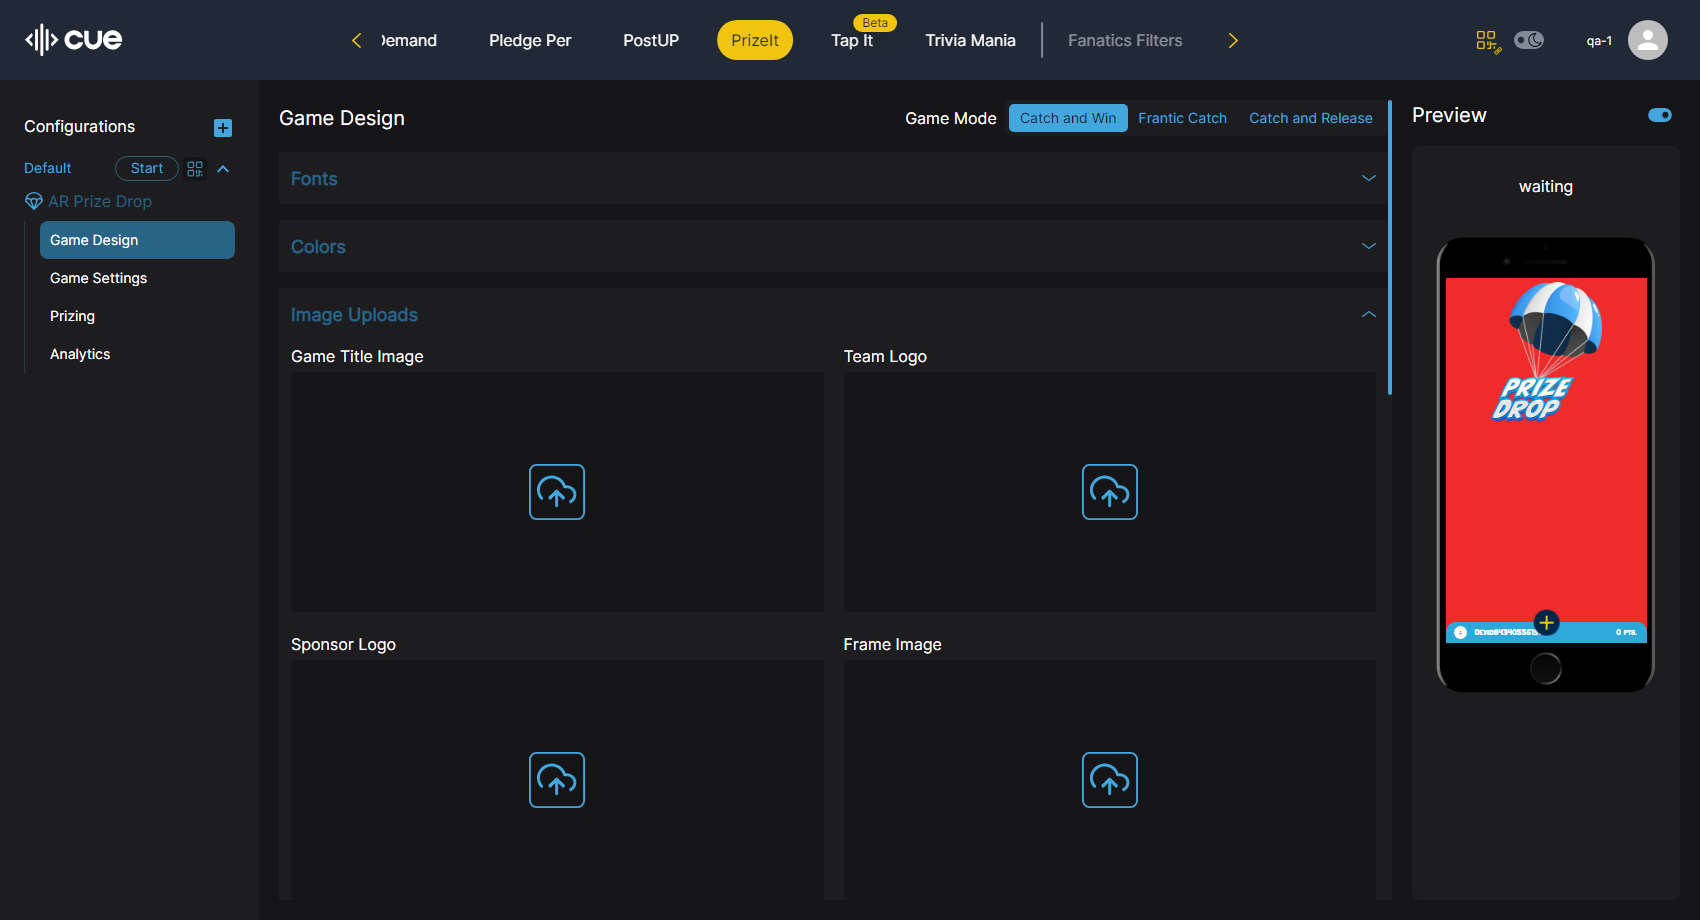 cue
Demand
Pledge Per
PostUP
PrizeIt
Beta
Tap It
Trivia Mania
Fanatics Filters
qa-1
Configurations
Default
Start
AR Prize Drop
Game Design
Game Settings
Prizing
Analytics
Game Design
Game Mode
Catch and Win
Frantic Catch
Catch and Release
Fonts
Colors
Image Uploads
Game Title Image
Team Logo
Sponsor Logo
Frame Image
Preview
waiting
PRIZE
DROP
0 PTS.